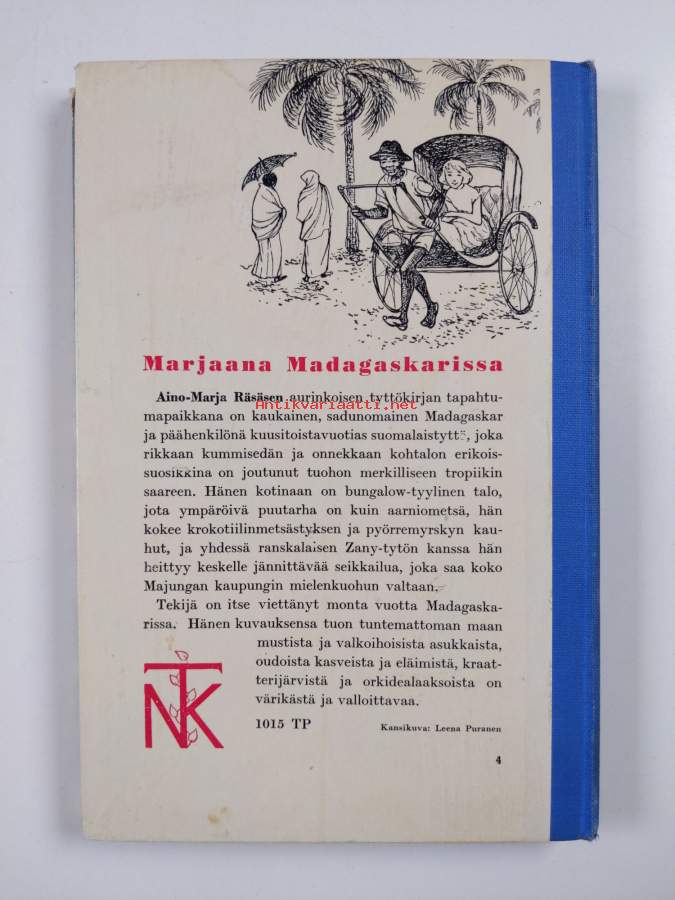 Marjaana Madagaskarissa
Aino-Marja Räsäsen aurinkoisen tyttökirjan tapahtu-
Antikvariaatti.net
mapaikkana on kaukainen, sadunomainen Madagaskar
ja päähenkilönä kuusitoistavuotias suomalaistyttö, joka
rikkaan kummisedän ja onnekkaan kohtalon erikois-
suosikkina on joutunut tuohon merkilliseen tropiikin
saareen. Hänen kotinaan on bungalow-tyylinen talo,
jota ympäröivä puutarha on kuin aarniometsä, hän
kokee krokotiilinmetsästyksen ja pyörremyrskyn kau-
hut, ja yhdessä ranskalaisen Zany-tytön kanssa hän
heittyy keskelle jännittävää seikkailua, joka saa koko
Majungan kaupungin mielenkuohun valtaan.
Tekijä on itse viettänyt monta vuotta Madagaska-
rissa. Hänen kuvauksensa tuon tuntemattoman maan
mustista ja valkoihoisista asukkaista,
oudoista kasveista ja eläimistä, kraat-
terijärvistä ja orkidealaaksoista on
värikästä ja valloittavaa.
NTK
1015 TP
Kansikuva: Leena Puranen
4